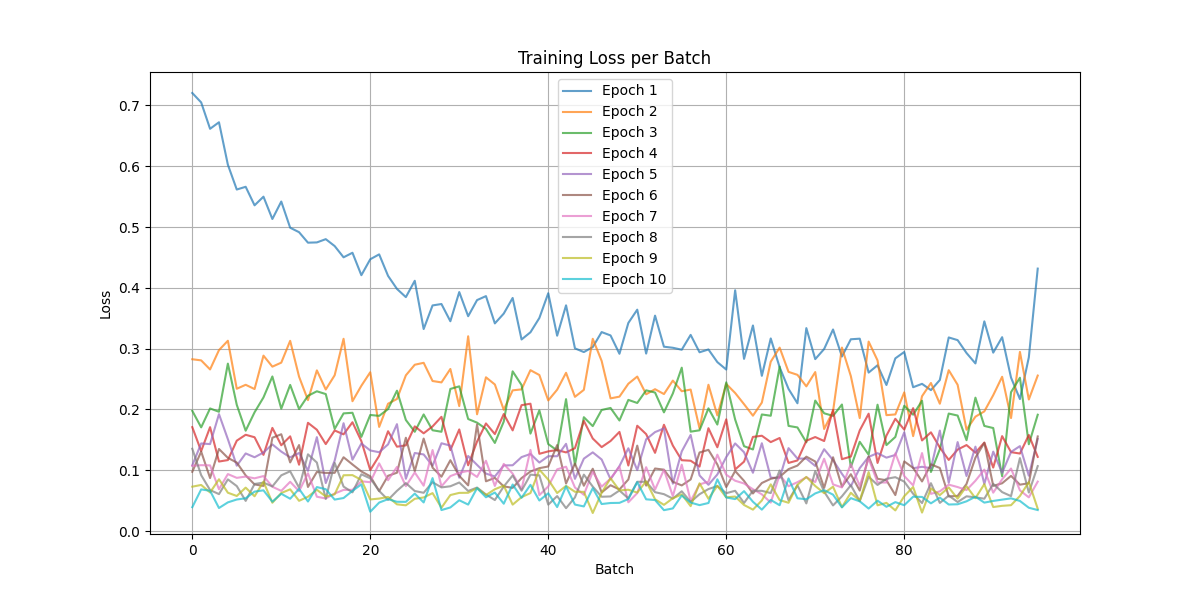 Training Loss per Batch
Loss
0.7
0.6
0.5
0.4
0.3
0.2
0.1
0.0
Epoch 1
Epoch 2
Epoch 3
Epoch 4
Epoch 5
Epoch 6
Epoch 7
Epoch 8
Epoch 9
Epoch 10
0 20 40 60 80
Batch